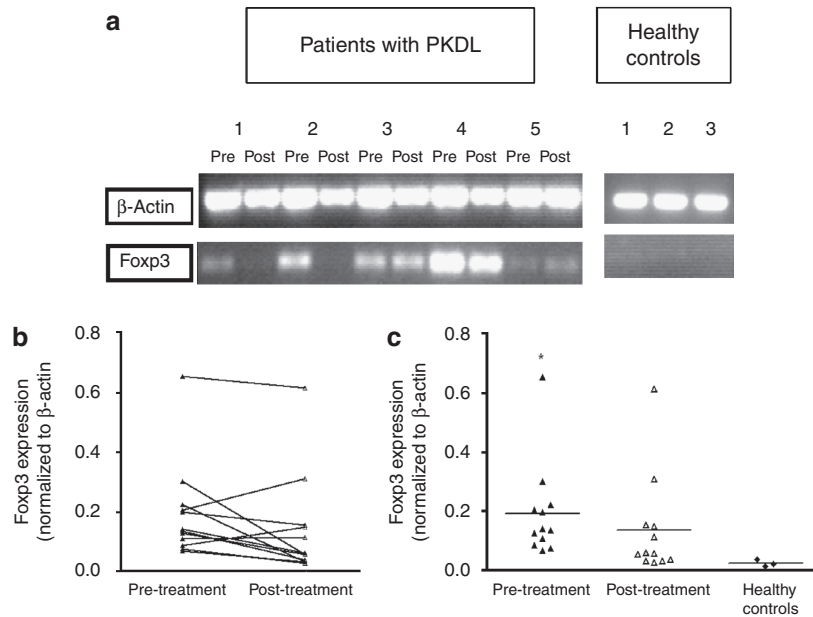 a
Patients with PKDL
Healthy
controls
1 2 3 4 5
1 2 3
Pre Post Pre Post Pre Post Pre Post Pre Post
β-Actin
Foxp3
b
Foxp3 expression
(normalized to β-actin
0.8
0.6
0.4
0.2
0.0
Pre-treatment Post-treatment
c
Foxp3 expression
(normalized to β-actin
0.8
0.6
0.4
0.2
0.0
*
Pre-treatment Post-treatment Healthy
controls